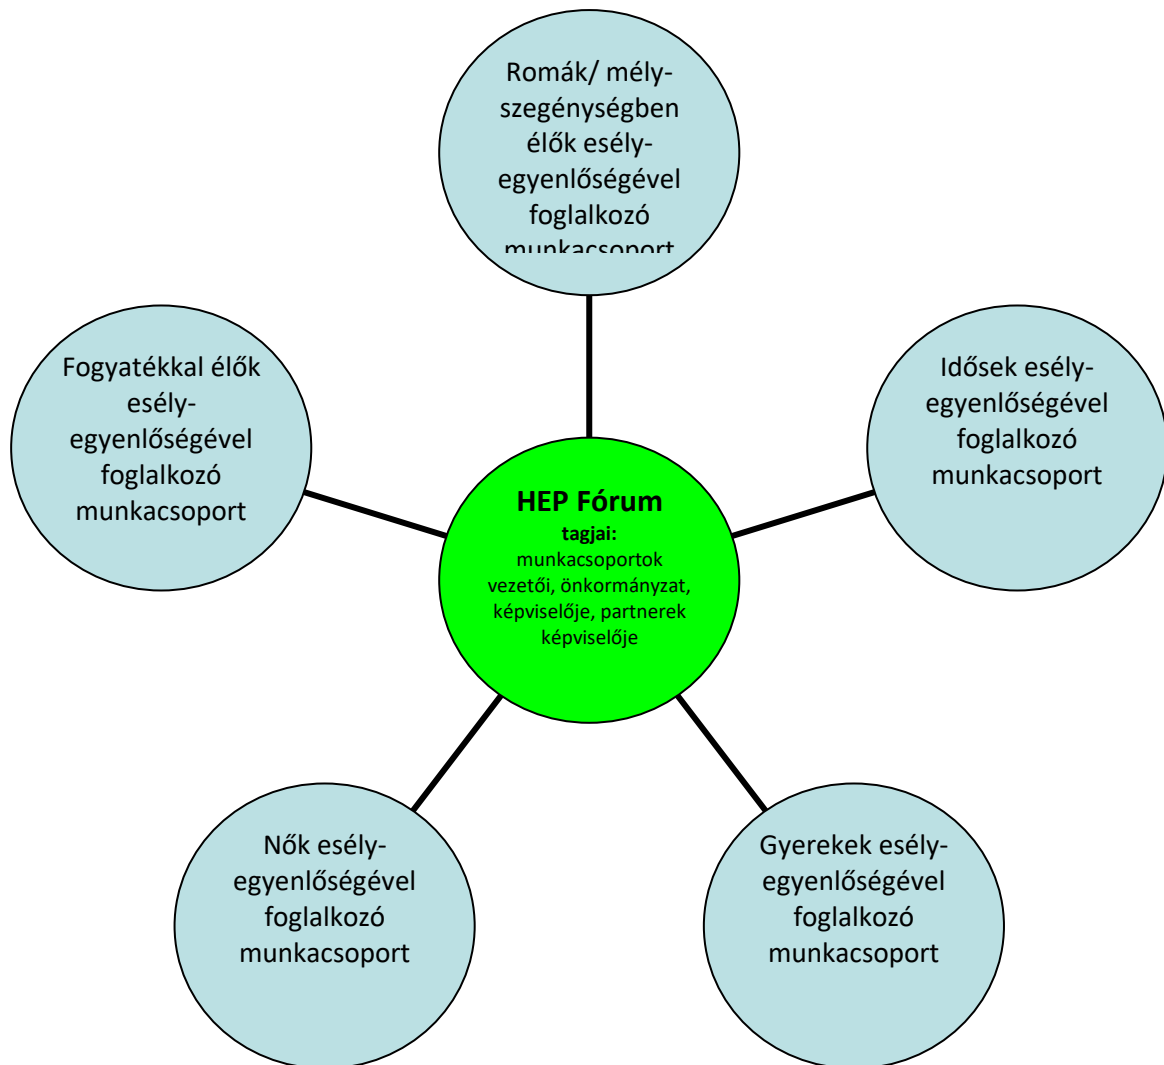 Romák/ mély-
szegénységben
élők esély-
egyenlőségével
foglalkozó
munkacsoport
Fogyatékkal élők
esély-
egyenlőségével
foglalkozó
munkacsoport
Idősek esély-
egyenlőségével
foglalkozó
munkacsoport
HEP Fórum
tagjai:
munkacsoportok
vezetői, önkormányzat,
képviselője, partnerek
képviselője
Nők esély-
egyenlőségével
foglalkozó
munkacsoport
Gyerekek esély-
egyenlőségével
foglalkozó
munkacsoport